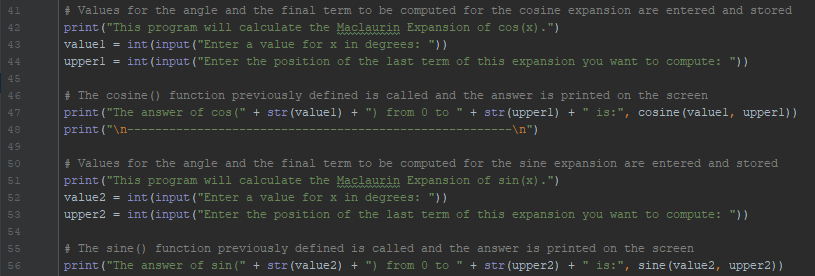 41 # Values for the angle and the final term to be computed for the cosine expansion are entered and stored
42 print("This program will calculate the Maclaurin Expansion of cos(x).")
43 value1 = int(input("Enter a value for x in degrees: "))
44 upper1 = int(input("Enter the position of the last term of this expansion you want to compute: "))
45
46 # The cosine() function previously defined is called and the answer is printed on the screen
47 print("The answer of cos(" + str(value1) + ") from 0 to " + str(upper1) + " is:", cosine(value1, upper1))
48 print("\n-------------------------------------------------------\n")
49
50 # Values for the angle and the final term to be computed for the sine expansion are entered and stored
51 print("This program will calculate the Maclaurin Expansion of sin(x).")
52 value2 = int(input("Enter a value for x in degrees: "))
53 upper2 = int(input("Enter the position of the last term of this expansion you want to compute: "))
54
55 # The sine() function previously defined is called and the answer is printed on the screen
56 print("The answer of sin(" + str(value2) + ") from 0 to " + str(upper2) + " is:", sine(value2, upper2))